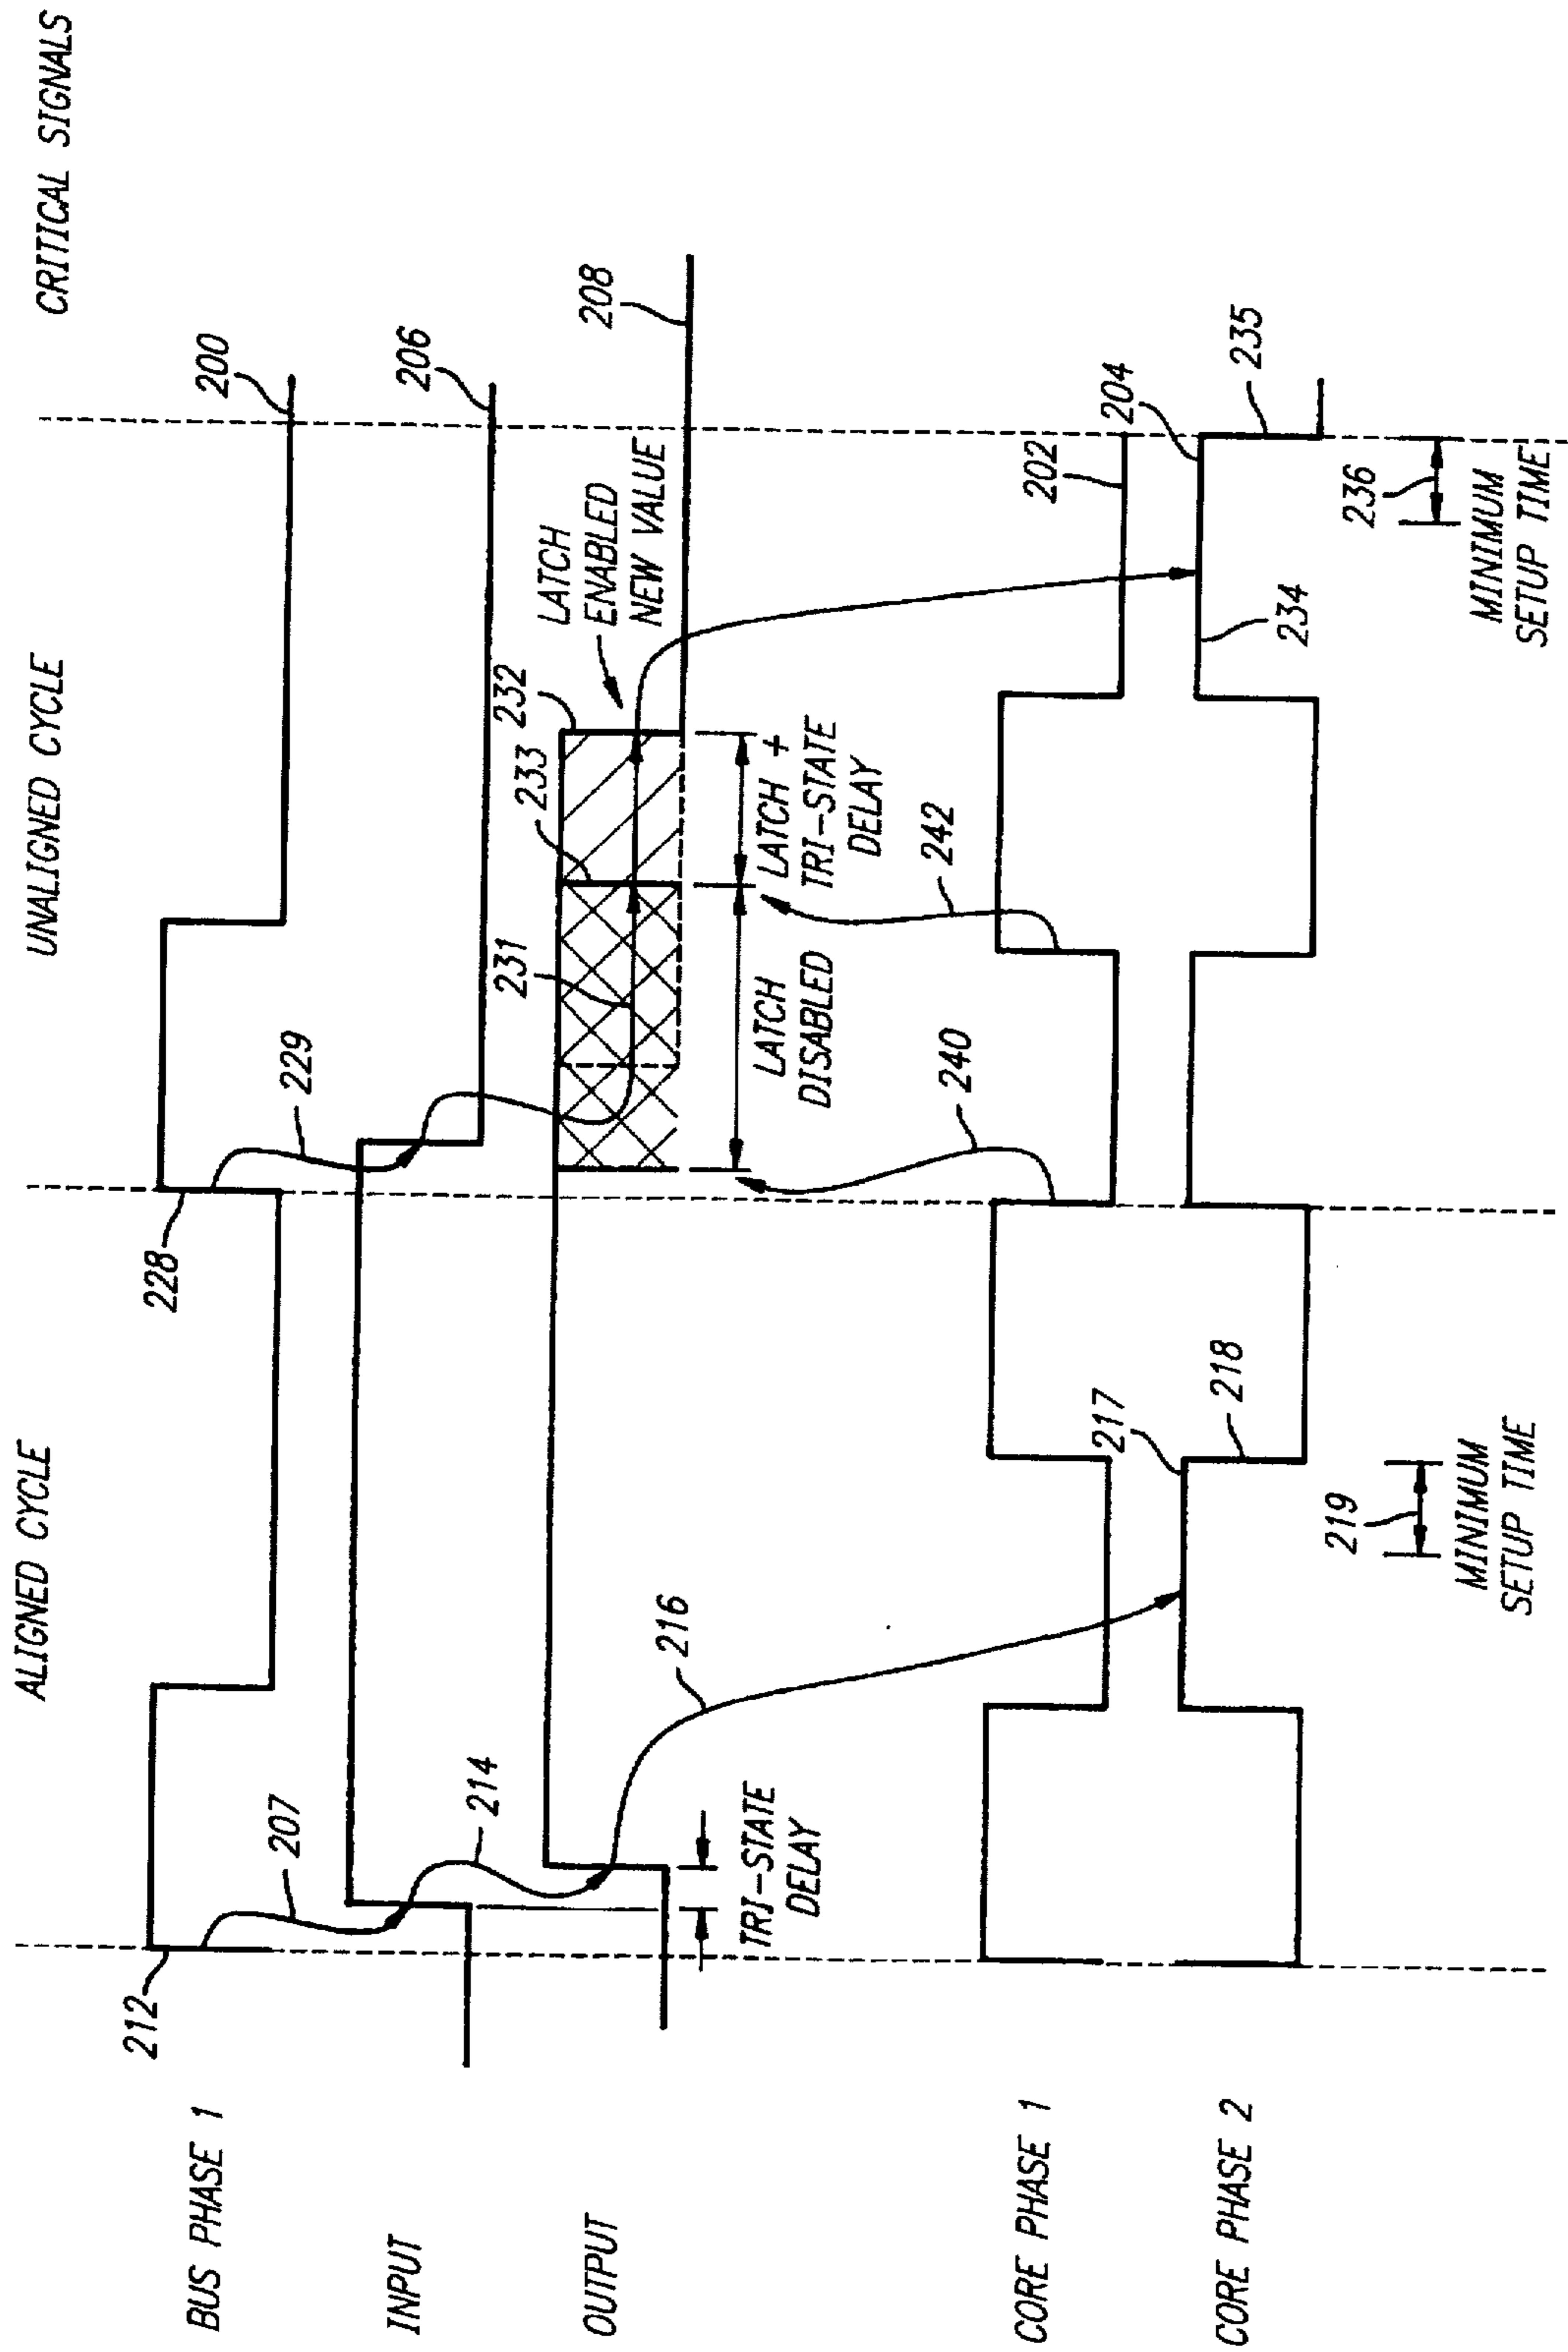 CRITICAL SIGNALS
ALIGNED CYCLE
UNALIGNED CYCLE
BUS PHASE 1
212
207
228
229
200
INPUT
214
206
OUTPUT
216
231
233
232
LATCH
ENABLED
NEW VALUE
208
TRI-STATE
DELAY
LATCH
DISABLED
LATCH +
TRI-STATE
DELAY
240
242
CORE PHASE 1
202
CORE PHASE 2
217
218
234
204
235
219
MINIMUM
SETUP TIME
236
MINIMUM
SETUP TIME